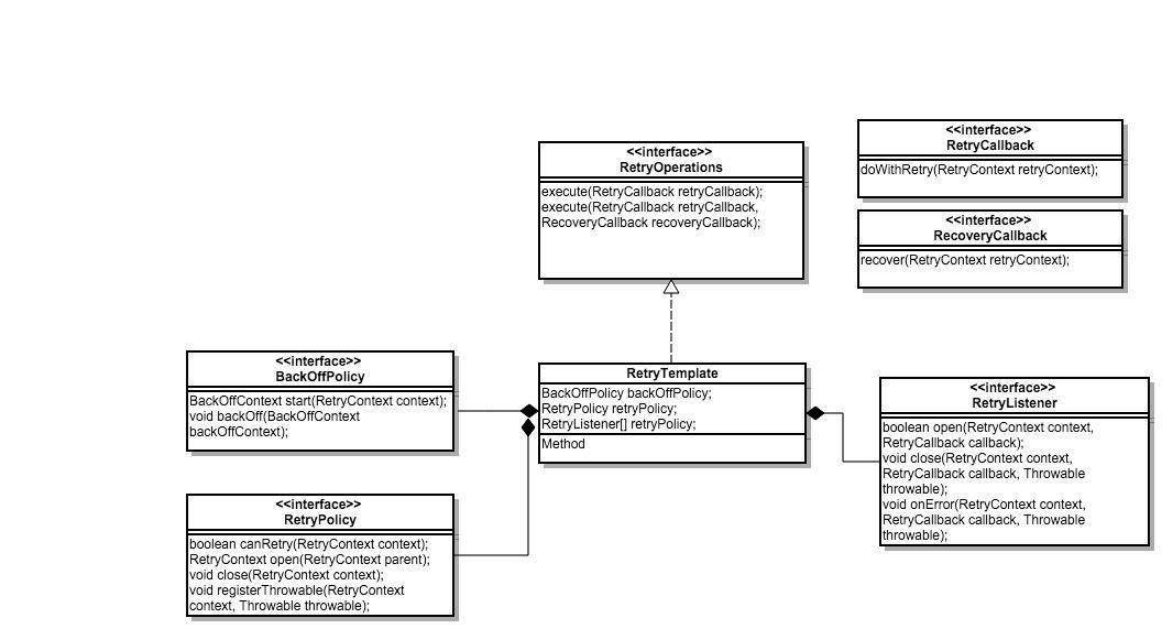 <<interface>>
RetryOperations
execute(RetryCallback retryCallback);
execute(RetryCallback retryCallback,
RecoveryCallback recoveryCallback);
<<interface>>
RetryCallback
doWithRetry(RetryContext retryContext);
<<interface>>
RecoveryCallback
recover(RetryContext retryContext);
<<interface>>
BackOffPolicy
BackOffContext start(RetryContext context);
void backOff(BackOffContext
backOffContext);
RetryTemplate
BackOffPolicy backOffPolicy;
RetryPolicy retryPolicy;
RetryListener[] retryPolicy;
Method
<<interface>>
RetryListener
boolean open(RetryContext context,
RetryCallback callback);
void close(RetryContext context,
RetryCallback callback, Throwable
throwable);
void onError(RetryContext context,
RetryCallback callback, Throwable
throwable);
<<interface>>
RetryPolicy
boolean canRetry(RetryContext context);
RetryContext open(RetryContext parent);
void close(RetryContext context);
void registerThrowable(RetryContext
context, Throwable throwable);